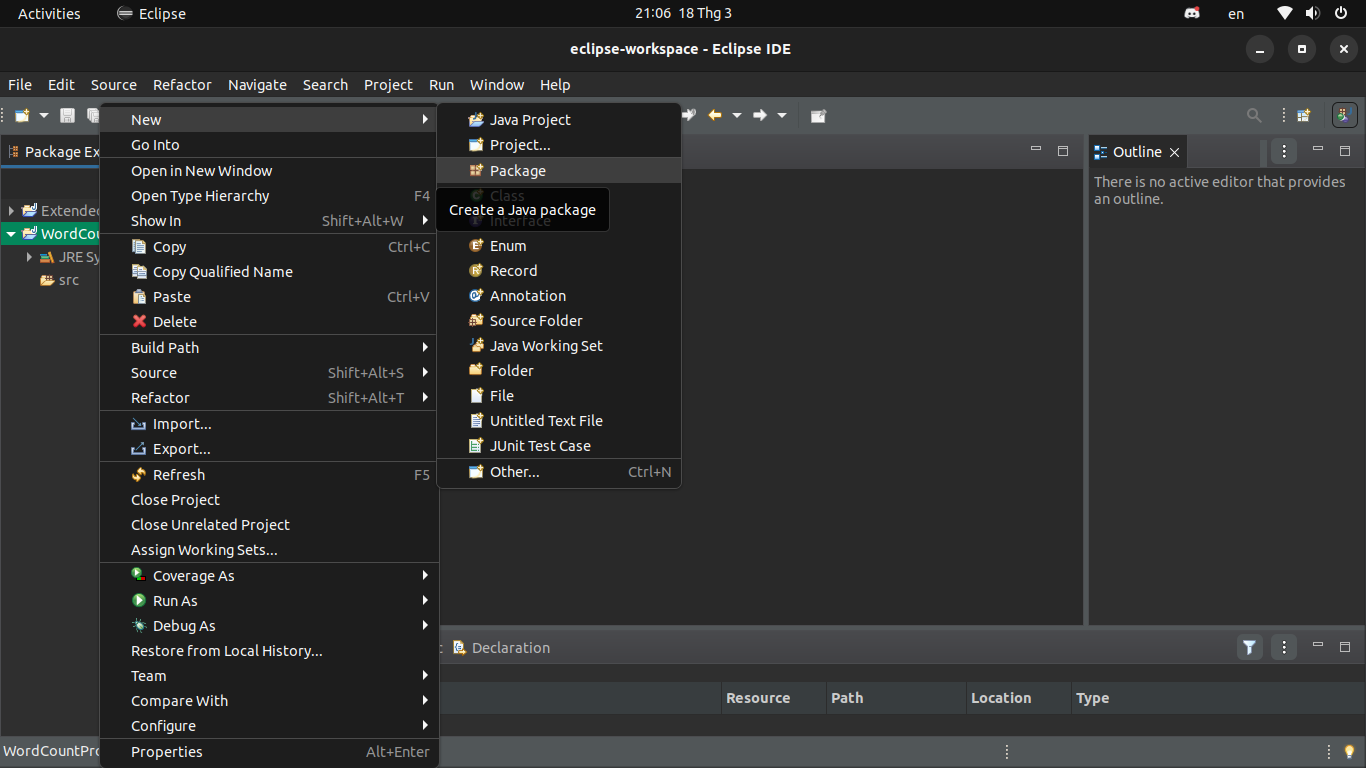 Activities
Eclipse
21:06 18 Thg 3
en
eclipse-workspace - Eclipse IDE
File Edit Source Refactor Navigate Search Project Run Window Help
Package Ex
Outline
There is no active editor that provides
an outline.
Extended
WordCou
JRE Sy
src
New
Go Into
Open in New Window
Open Type Hierarchy F4
Show In Shift+Alt+W
Copy Ctrl+C
Copy Qualified Name
Paste Ctrl+V
Delete
Build Path
Source Shift+Alt+S
Refactor Shift+Alt+T
Import...
Export...
Refresh F5
Close Project
Close Unrelated Project
Assign Working Sets...
Coverage As
Run As
Debug As
Restore from Local History...
Team
Compare With
Configure
Properties Alt+Enter
Java Project
Project...
Package
Class
Create a Java package
Interface
Enum
Record
Annotation
Source Folder
Java Working Set
Folder
File
Untitled Text File
JUnit Test Case
Other... Ctrl+N
Declaration
Resource Path Location Type
WordCountPro